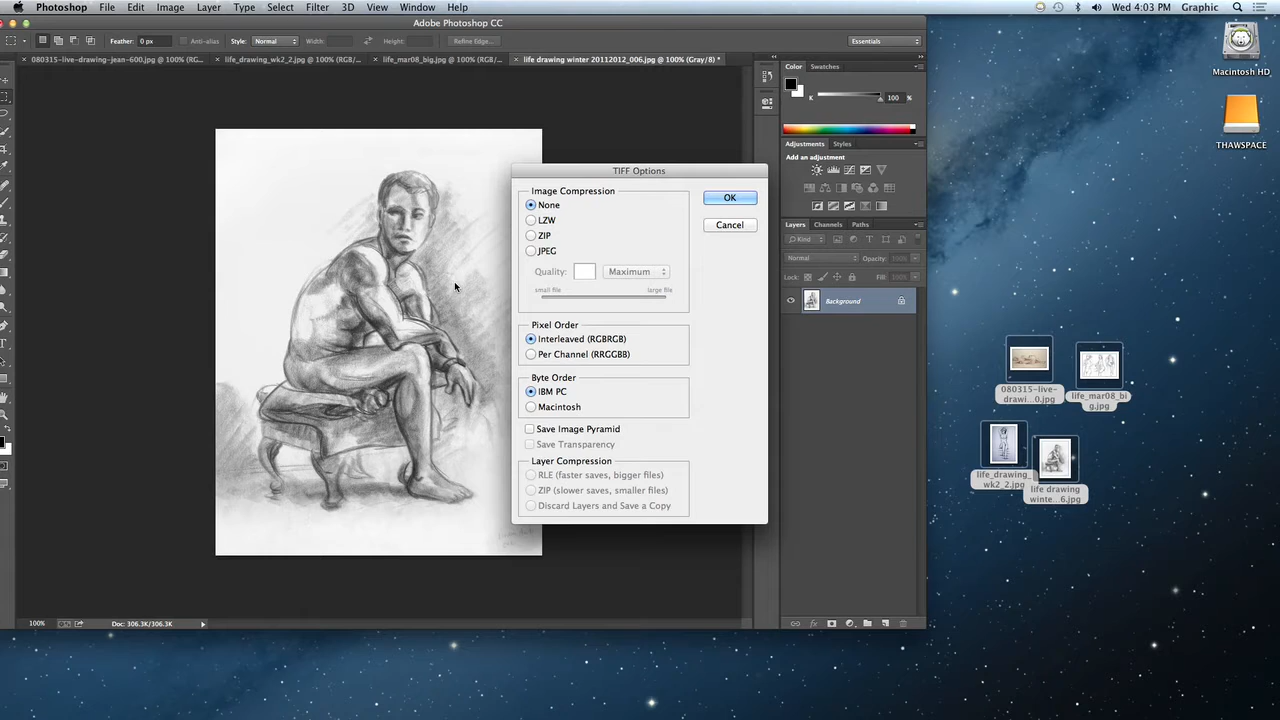 Photoshop File Edit Image Layer Type Select Filter 3D View Window Help Wed 4:03 PM Graphic
Adobe Photoshop CC
Feather: 0 px Anti-alias Style: Normal Width: Height: Refine Edge... Essentials
080315-live-drawing-jean-600.jpg @ 100% (RG... life_drawing_wk2_2.jpg @ 100% (RGB/... life_mar08_big.jpg @ 100% (RGB/... life drawing winter 20112012_006.jpg @ 100% (Gray/8) *
Color Swatches
K 100 %
Adjustments Styles
Add an adjustment
Layers Channels Paths
Kind
Normal Opacity: 100%
Lock: Fill: 100%
Background
TIFF Options
Image Compression
None
LZW
ZIP
JPEG
Quality: Maximum
small file large file
OK
Cancel
Pixel Order
Interleaved (RGBRGB)
Per Channel (RRGGBB)
Byte Order
IBM PC
Macintosh
Save Image Pyramid
Save Transparency
Layer Compression
RLE (faster saves, bigger files)
ZIP (slower saves, smaller files)
Discard Layers and Save a Copy
100% Doc: 306.3K/306.3K
fx
Macintosh HD
THAWSPACE
080315-live-
drawi...0.jpg
life_mar08_bi
g.jpg
life_drawing_
wk2_2.jpg
life drawing
winte...6.jpg